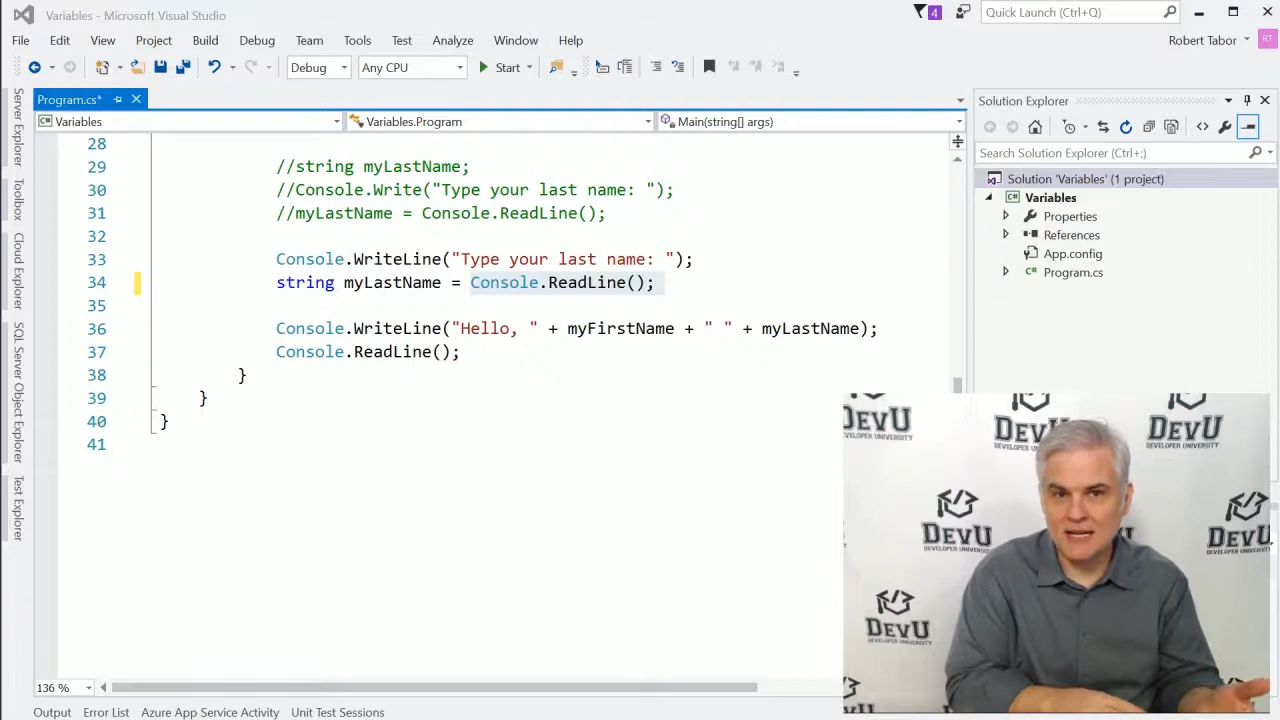 Variables - Microsoft Visual Studio
4
Quick Launch (Ctrl+Q)
File Edit View Project Build Debug Team Tools Test Analyze Window Help
Robert Tabor RT
Debug Any CPU Start
Program.cs*
Variables Variables.Program Main(string[] args)
Server Explorer
Toolbox
Cloud Explorer
SQL Server Object Explorer
Test Explorer
28
29 //string myLastName;
30 //Console.Write("Type your last name: ");
31 //myLastName = Console.ReadLine();
32
33 Console.WriteLine("Type your last name: ");
34 string myLastName = Console.ReadLine();
35
36 Console.WriteLine("Hello, " + myFirstName + " " + myLastName);
37 Console.ReadLine();
38 }
39 }
40 }
41
136 %
Output Error List Azure App Service Activity Unit Test Sessions
Solution Explorer
Search Solution Explorer (Ctrl+;)
Solution 'Variables' (1 project)
Variables
Properties
References
App.config
Program.cs
DEVU
DEVELOPER UNIVERSITY